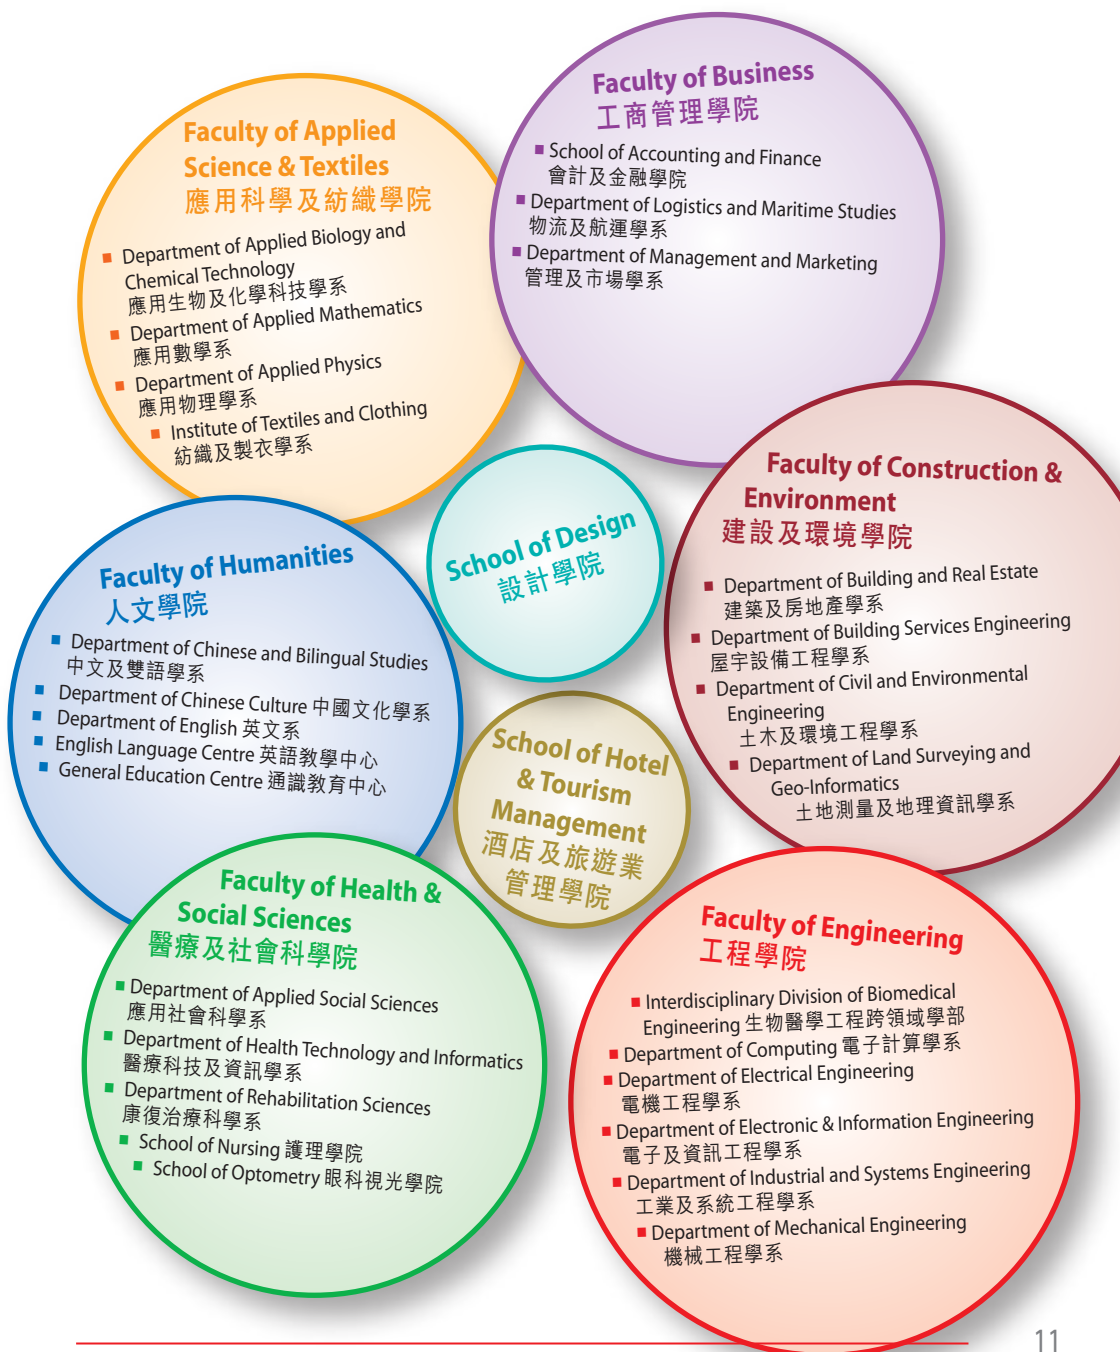 Faculty of Business
工商管理學院
School of Accounting and Finance
會計及金融學院
Department of Logistics and Maritime Studies
物流及航運學系
Department of Management and Marketing
管理及市場學系
Faculty of Applied
Science & Textiles
應用科學及紡織學院
Department of Applied Biology and
Chemical Technology
應用生物及化學科技學系
Department of Applied Mathematics
應用數學系
Department of Applied Physics
應用物理學系
Institute of Textiles and Clothing
紡織及製衣學系
Faculty of Construction &
Environment
建設及環境學院
Department of Building and Real Estate
建築及房地產學系
Department of Building Services Engineering
屋宇設備工程學系
Department of Civil and Environmental
Engineering
土木及環境工程學系
Department of Land Surveying and
Geo-Informatics
土地測量及地理資訊學系
School of Design
設計學院
Faculty of Humanities
人文學院
Department of Chinese and Bilingual Studies
中文及雙語學系
Department of Chinese Culture 中國文化學系
Department of English 英文系
English Language Centre 英語教學中心
General Education Centre 通識教育中心
School of Hotel
& Tourism
Management
酒店及旅遊業
管理學院
Faculty of Health &
Social Sciences
醫療及社會科學院
Department of Applied Social Sciences
應用社會科學系
Department of Health Technology and Informatics
醫療科技及資訊學系
Department of Rehabilitation Sciences
康復治療科學系
School of Nursing 護理學院
School of Optometry 眼科視光學院
Faculty of Engineering
工程學院
Interdisciplinary Division of Biomedical
Engineering 生物醫學工程跨領域學部
Department of Computing 電子計算學系
Department of Electrical Engineering
電機工程學系
Department of Electronic & Information Engineering
電子及資訊工程學系
Department of Industrial and Systems Engineering
工業及系統工程學系
Department of Mechanical Engineering
機械工程學系
11